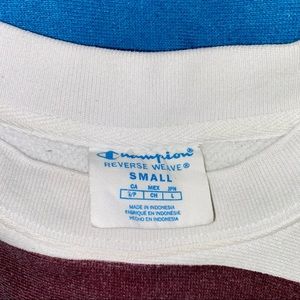 Champion
REVERSE WEAVE®
SMALL
CA MEX JPN
S/P CH L
MADE IN INDONESIA
FABRIQUÉ EN INDONÉSIE
HECHO EN INDONESIA